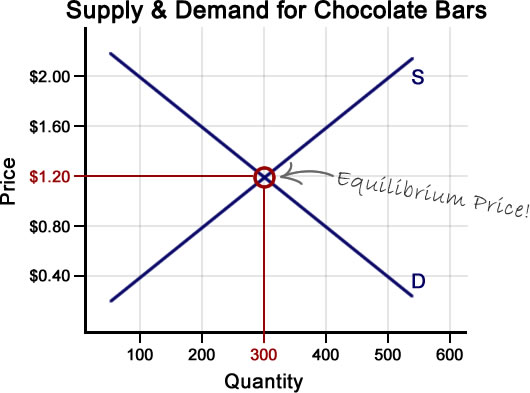 Supply & Demand for Chocolate Bars
$2.00
S
$1.60
$1.20
Equilibrium Price!
Price
$0.80
$0.40
D
100 200 300 400 500 600
Quantity